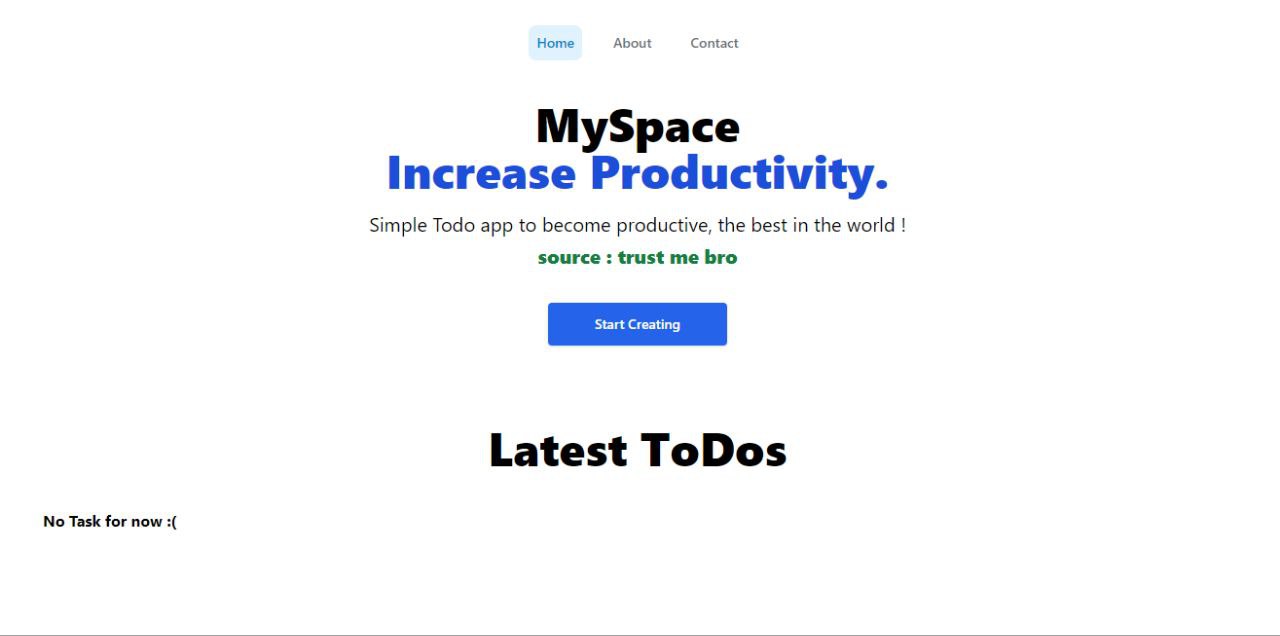 Home About Contact
MySpace
Increase Productivity.
Simple Todo app to become productive, the best in the world !
source : trust me bro
Start Creating
Latest ToDos
No Task for now :(